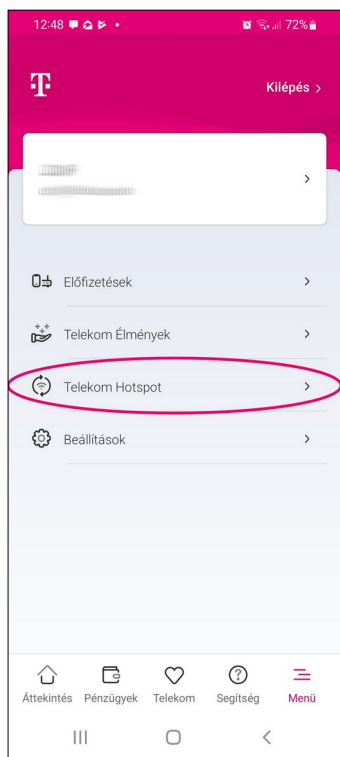 12:48 72%
T Kilépés
Előfizetések
Telekom Élmények
Telekom Hotspot
Beállítások
Áttekintés Pénzügyek Telekom Segítség Menü